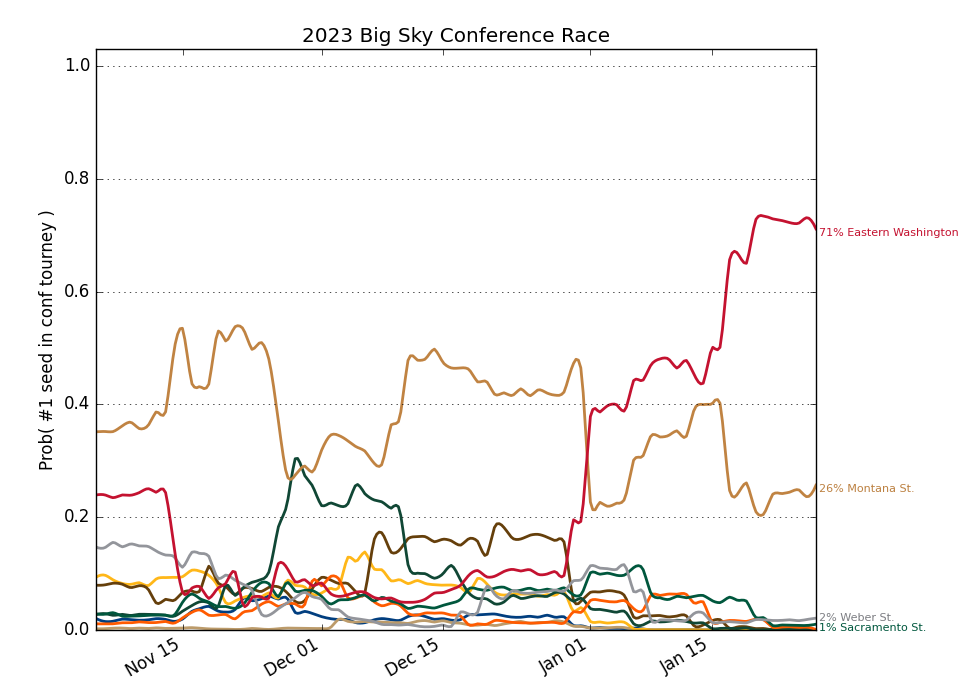 2023 Big Sky Conference Race
Prob( #1 seed in conf tourney )
1.0
0.8
0.6
0.4
0.2
0.0
71% Eastern Washington
26% Montana St.
2% Weber St.
1% Sacramento St.
Nov 15
Dec 01
Dec 15
Jan 01
Jan 15